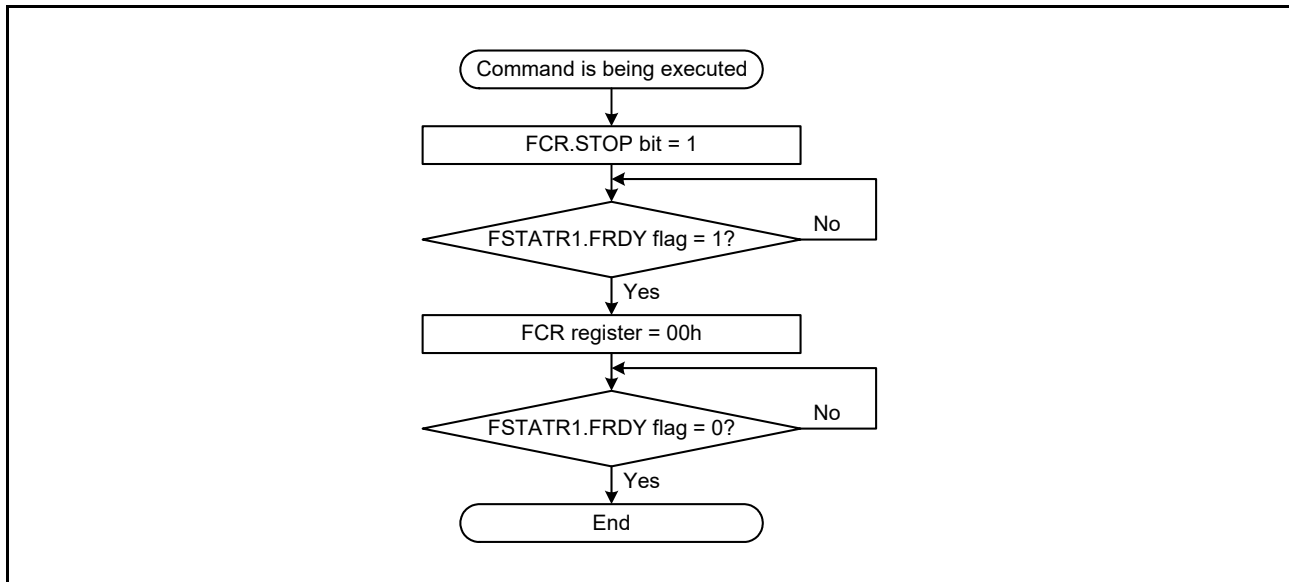 Command is being executed
FCR.STOP bit = 1
FSTATR1.FRDY flag = 1?
No
Yes
FCR register = 00h
FSTATR1.FRDY flag = 0?
No
Yes
End